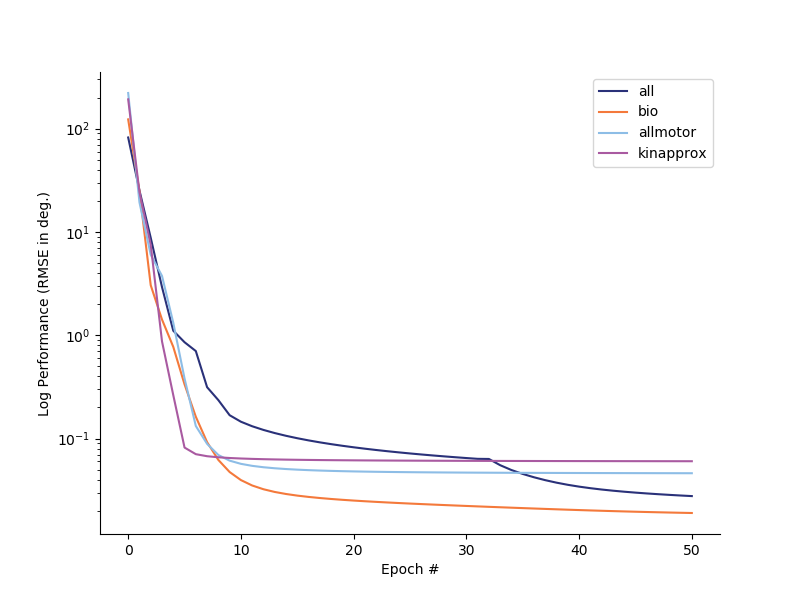 all
bio
allmotor
kinapprox
Log Performance (RMSE in deg.)
10²
10¹
10⁰
10⁻¹
0 10 20 30 40 50
Epoch #